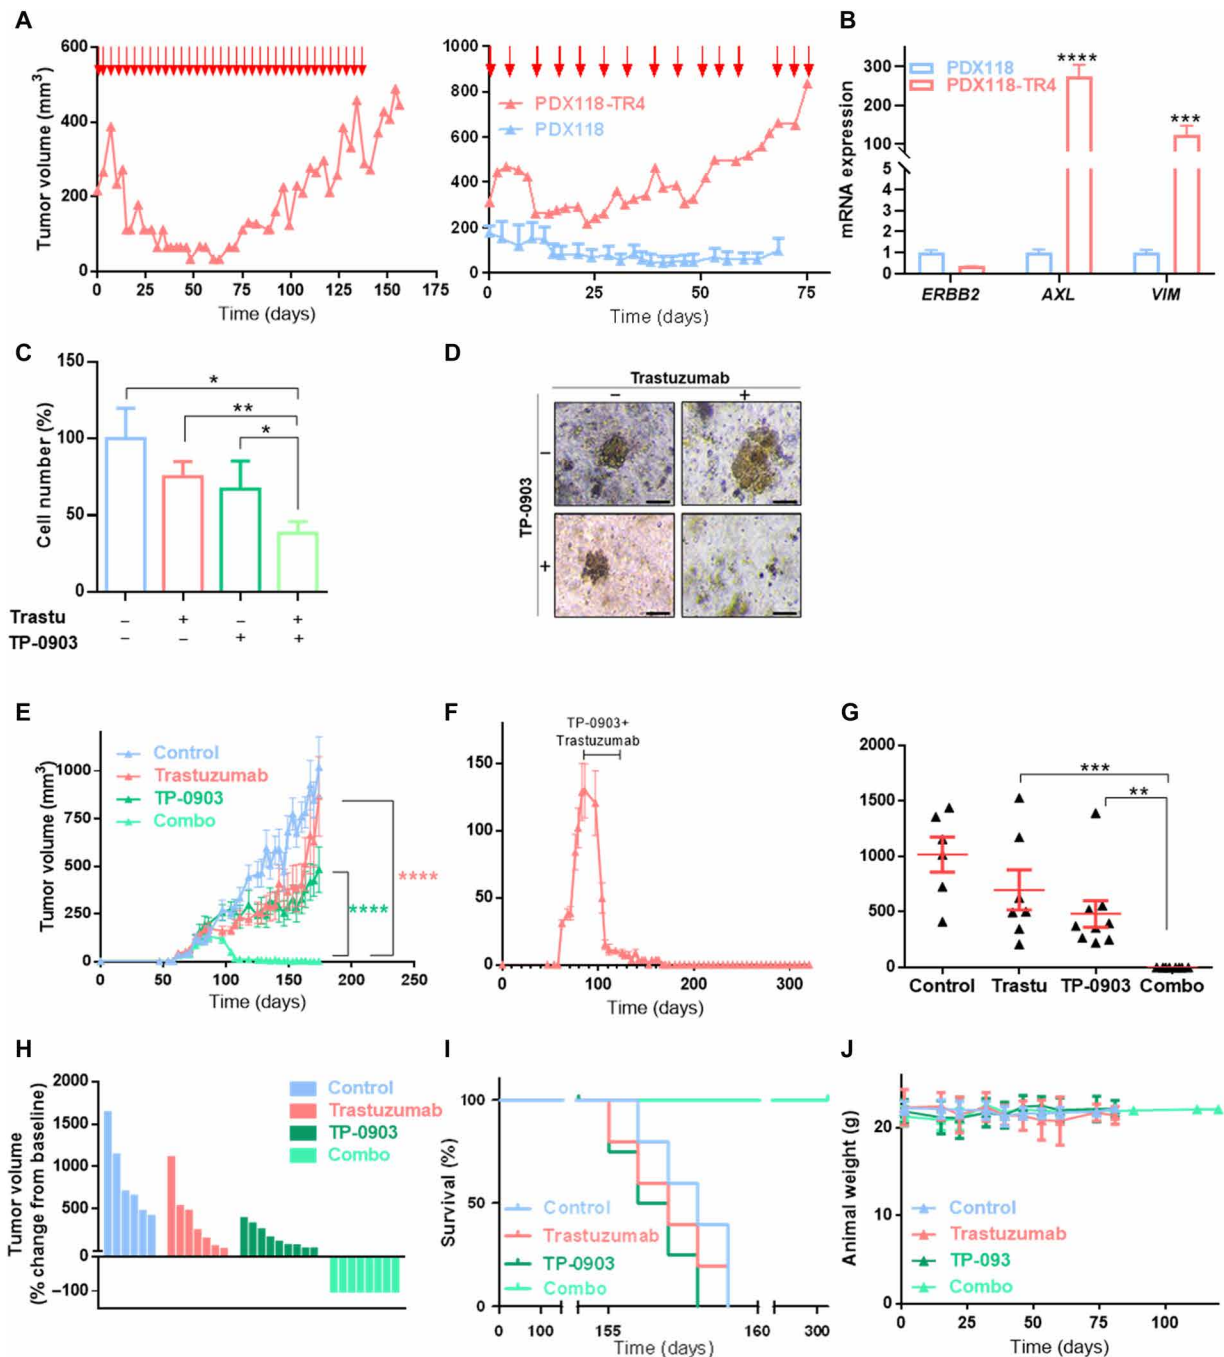 A
Tumor volume (mm3)
600
400
200
0
0 25 50 75 100 125 150 175
Time (days)
1000
800
600
400
200
0
PDX118-TR4
PDX118
0 25 50 75
Time (days)
B
mRNA expression
300
200
100
5
4
3
2
1
0
PDX118
PDX118-TR4
****
***
ERBB2 AXL VIM
C
Cell number (%)
150
100
50
0
*
**
*
Trastu – + – +
TP-0903 – – + +
D
Trastuzumab
– +
TP-0903
–
+
E
Tumor volume (mm3)
1000
750
500
250
0
Control
Trastuzumab
TP-0903
Combo
****
****
0 50 100 150 200 250
Time (days)
F
TP-0903+
Trastuzumab
150
100
50
0
0 100 200 300
Time (days)
G
2000
1500
1000
500
0
***
**
Control Trastu TP-0903 Combo
H
Tumor volume
(% change from baseline)
2000
1500
1000
500
0
–100
Control
Trastuzumab
TP-0903
Combo
I
Survival (%)
100
50
0
Control
Trastuzumab
TP-0903
Combo
0 100 155 160 300
Time (days)
J
Animal weight (g)
20
10
0
Control
Trastuzumab
TP-093
Combo
0 25 50 75 100
Time (days)